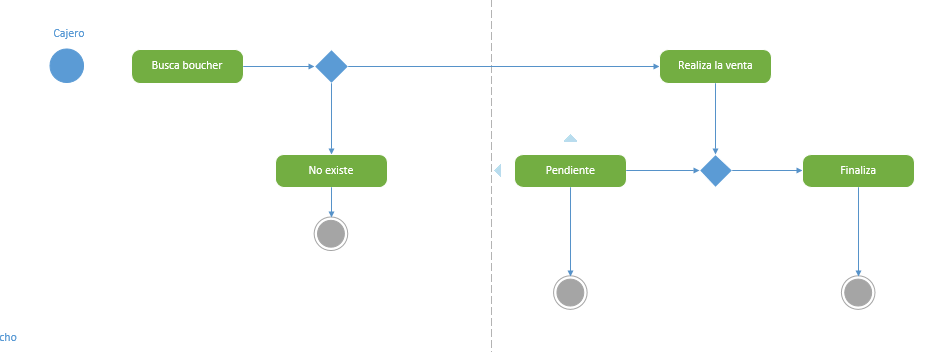 Cajero
Busca boucher
Realiza la venta
No existe
Pendiente
Finaliza
cho